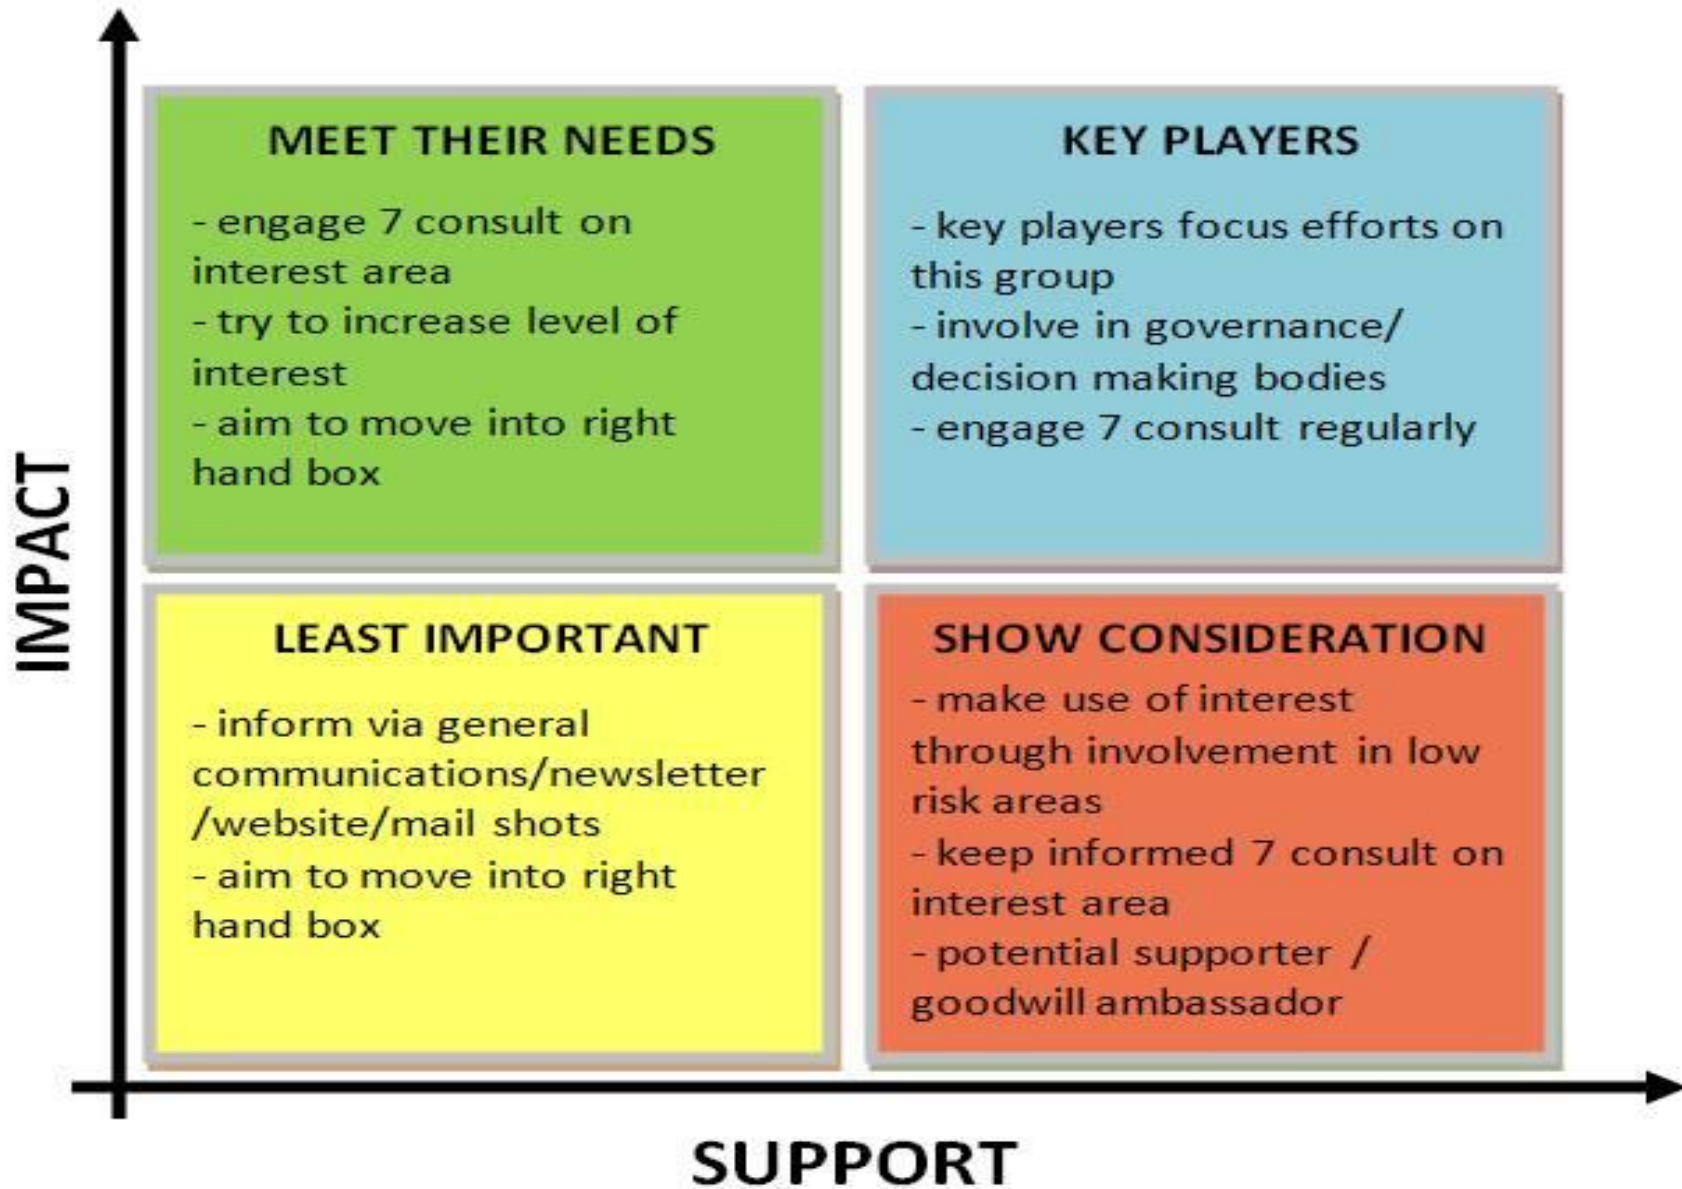 MEET THEIR NEEDS
- engage 7 consult on
interest area
- try to increase level of
interest
- aim to move into right
hand box
KEY PLAYERS
- key players focus efforts on
this group
- involve in governance/
decision making bodies
- engage 7 consult regularly
IMPACT
LEAST IMPORTANT
- inform via general
communications/newsletter
/website/mail shots
- aim to move into right
hand box
SHOW CONSIDERATION
- make use of interest
through involvement in low
risk areas
- keep informed 7 consult on
interest area
- potential supporter /
goodwill ambassador
SUPPORT